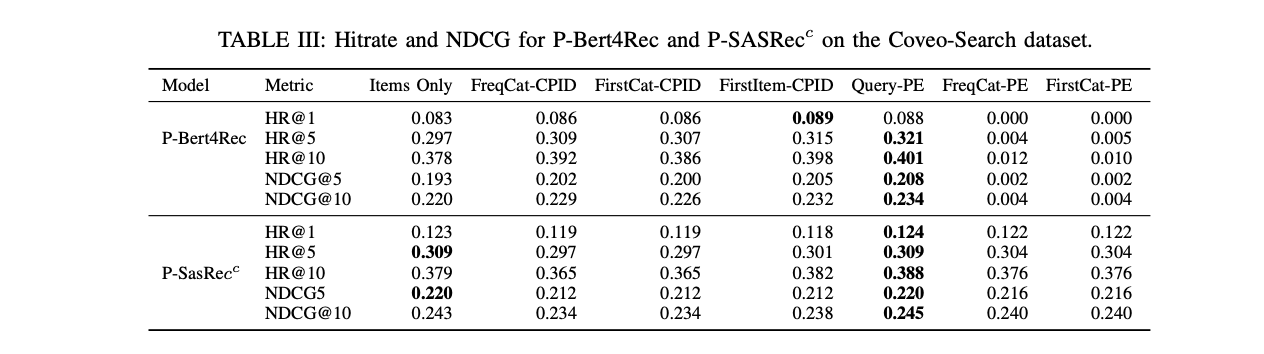 TABLE III: Hitrate and NDCG for P-Bert4Rec and P-SASRecᶜ on the Coveo-Search dataset.
Model Metric Items Only FreqCat-CPID FirstCat-CPID FirstItem-CPID Query-PE FreqCat-PE FirstCat-PE
HR@1 0.083 0.086 0.086 0.089 0.088 0.000 0.000
P-Bert4Rec HR@5 0.297 0.309 0.307 0.315 0.321 0.004 0.005
HR@10 0.378 0.392 0.386 0.398 0.401 0.012 0.010
NDCG@5 0.193 0.202 0.200 0.205 0.208 0.002 0.002
NDCG@10 0.220 0.229 0.226 0.232 0.234 0.004 0.004
HR@1 0.123 0.119 0.119 0.118 0.124 0.122 0.122
HR@5 0.309 0.297 0.297 0.301 0.309 0.304 0.304
P-SasRecᶜ HR@10 0.379 0.365 0.365 0.382 0.388 0.376 0.376
NDCG5 0.220 0.212 0.212 0.212 0.220 0.216 0.216
NDCG@10 0.243 0.234 0.234 0.238 0.245 0.240 0.240